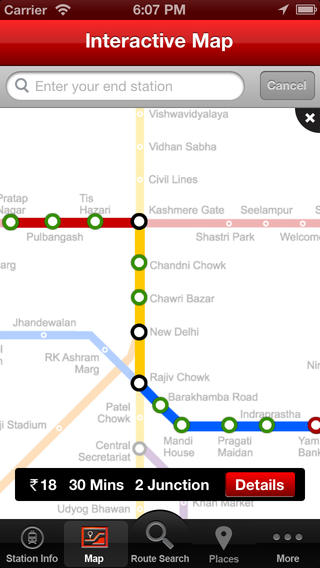 Carrier 6:07 PM
Interactive Map
Enter your end station
Cancel
Vishwavidyalaya
Vidhan Sabha
Civil Lines
Pratap
Nagar
Tis
Hazari
Kashmere Gate
Seelampur
Pulbangash
Shastri Park
Welcome
Chandni Chowk
Chawri Bazar
Jhandewalan
New Delhi
RK Ashram
Marg
Rajiv Chowk
Barakhamba Road
Patel
Chowk
Indraprastha
ji Stadium
Central
Secretariat
Mandi
House
Pragati
Maidan
Yam
Bank
₹18 30 Mins 2 Junction Details
Khan Market
Udyog Bhawan
Station Info
Map
Route Search
Places
More